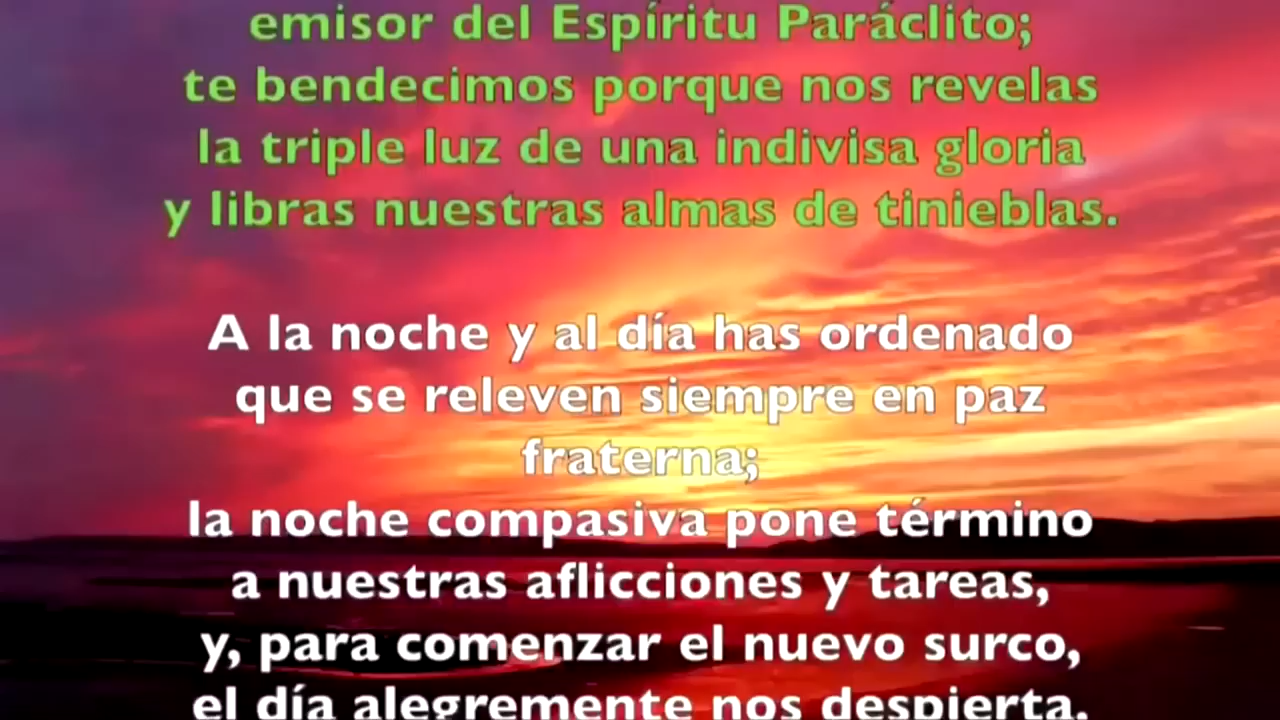 emisor del Espíritu Paráclito;
te bendecimos porque nos revelas
la triple luz de una indivisa gloria
y libras nuestras almas de tinieblas.
A la noche y al día has ordenado
que se releven siempre en paz
fraterna;
la noche compasiva pone término
a nuestras aflicciones y tareas,
y, para comenzar el nuevo surco,
el día alegremente nos despierta.